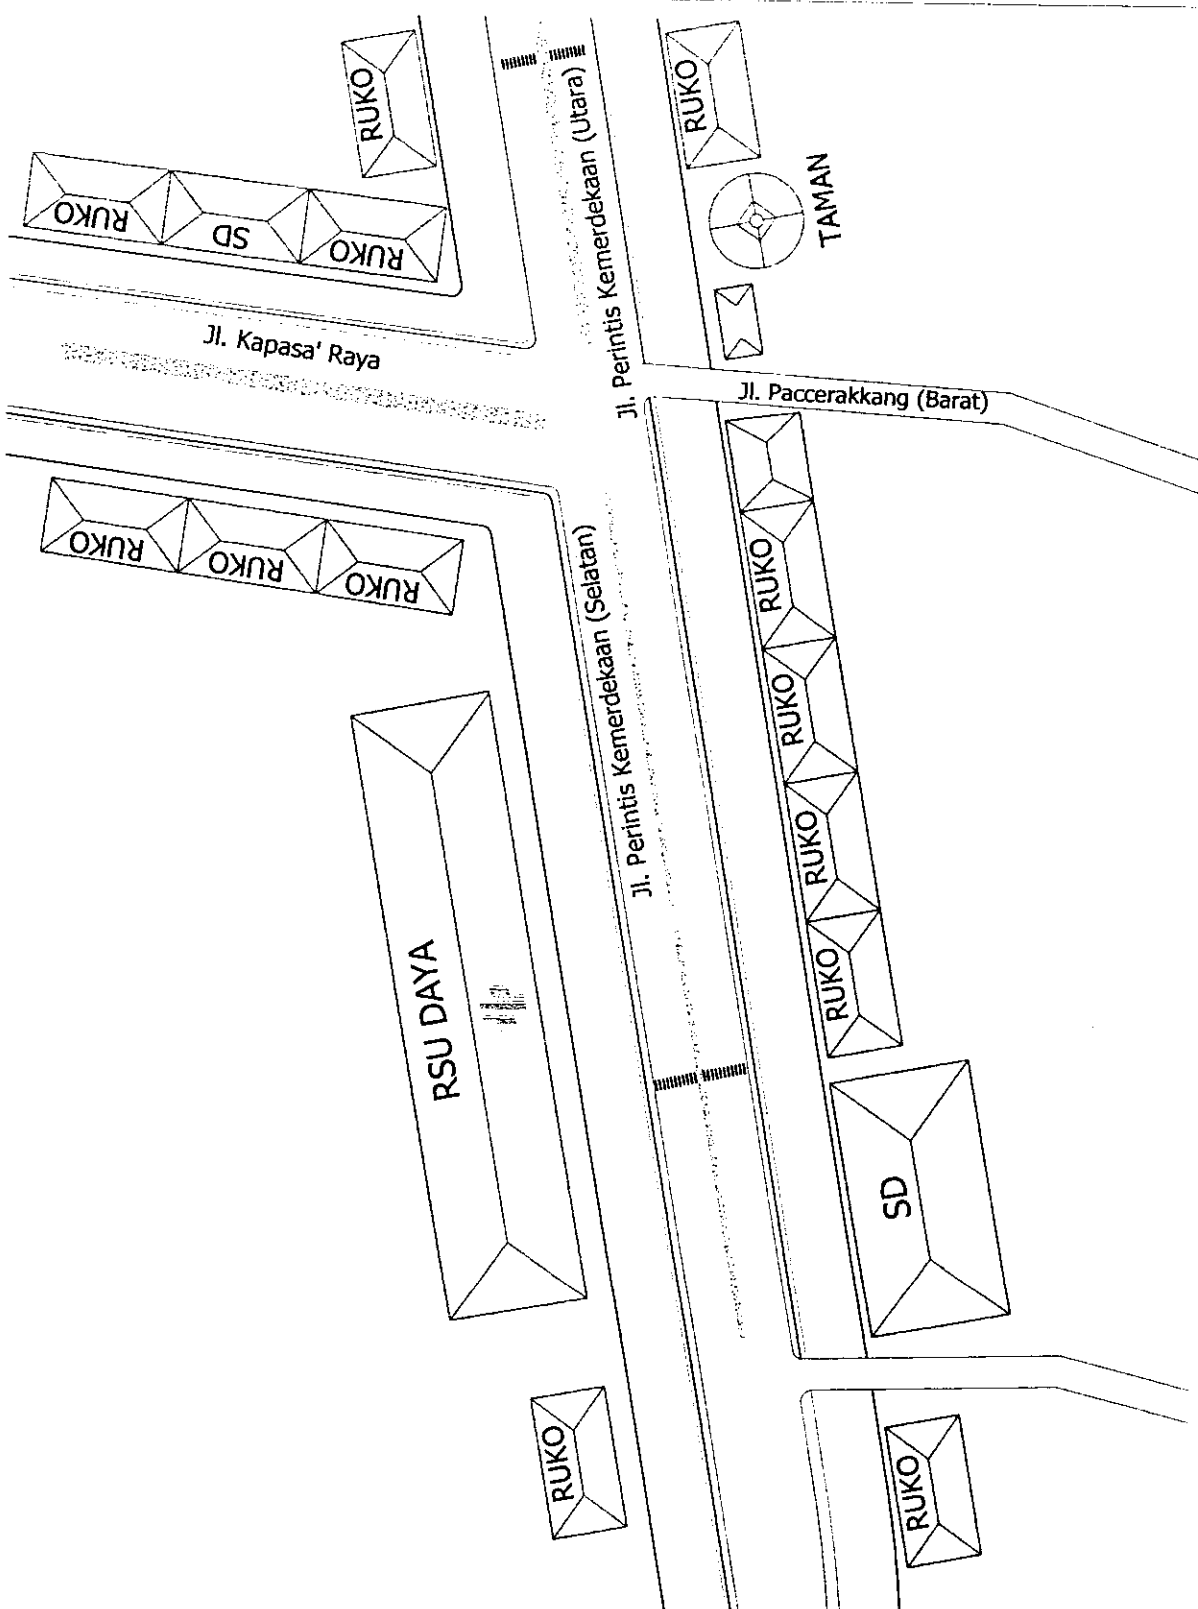 RUKO
RUKO
RUKO
SD
RUKO
TAMAN
Jl. Perintis Kemerdekaan (Utara)
Jl. Kapasa' Raya
Jl. Paccerakkang (Barat)
RUKO
RUKO
RUKO
Jl. Perintis Kemerdekaan (Selatan)
RUKO
RUKO
RUKO
RUKO
RSU DAYA
SD
RUKO
RUKO